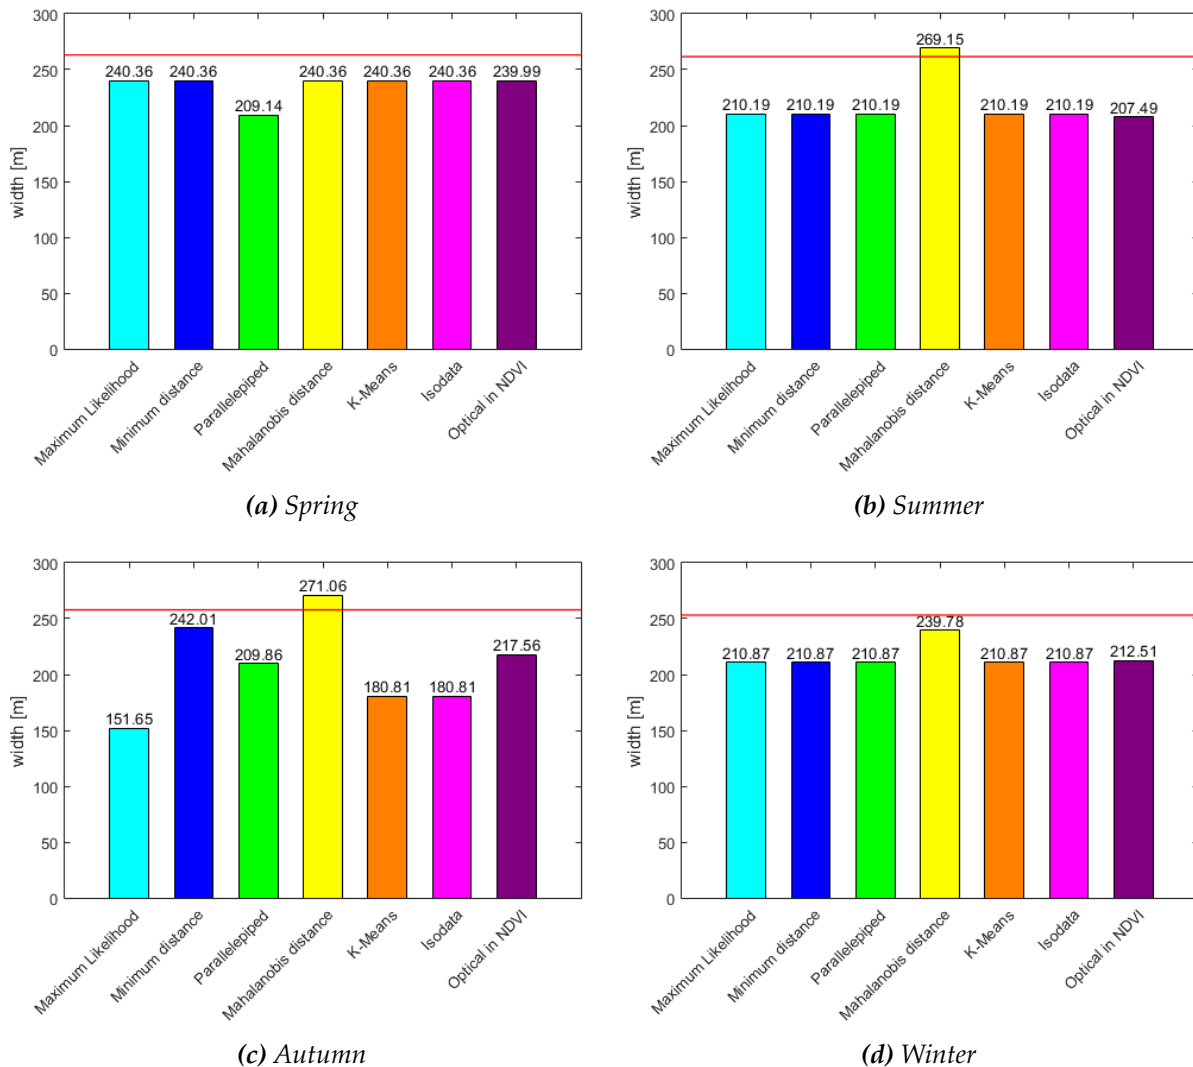 300
250
200
150
100
50
0
width [m]
240.36 240.36 209.14 240.36 240.36 240.36 239.99
Maximum Likelihood
Minimum distance
Parallelepiped
Mahalanobis distance
K-Means
Isodata
Optical in NDVI
(a) Spring
300
250
200
150
100
50
0
width [m]
210.19 210.19 210.19 269.15 210.19 210.19 207.49
Maximum Likelihood
Minimum distance
Parallelepiped
Mahalanobis distance
K-Means
Isodata
Optical in NDVI
(b) Summer
300
250
200
150
100
50
0
width [m]
151.65 242.01 209.86 271.06 180.81 180.81 217.56
Maximum Likelihood
Minimum distance
Parallelepiped
Mahalanobis distance
K-Means
Isodata
Optical in NDVI
(c) Autumn
300
250
200
150
100
50
0
width [m]
210.87 210.87 210.87 239.78 210.87 210.87 212.51
Maximum Likelihood
Minimum distance
Parallelepiped
Mahalanobis distance
K-Means
Isodata
Optical in NDVI
(d) Winter